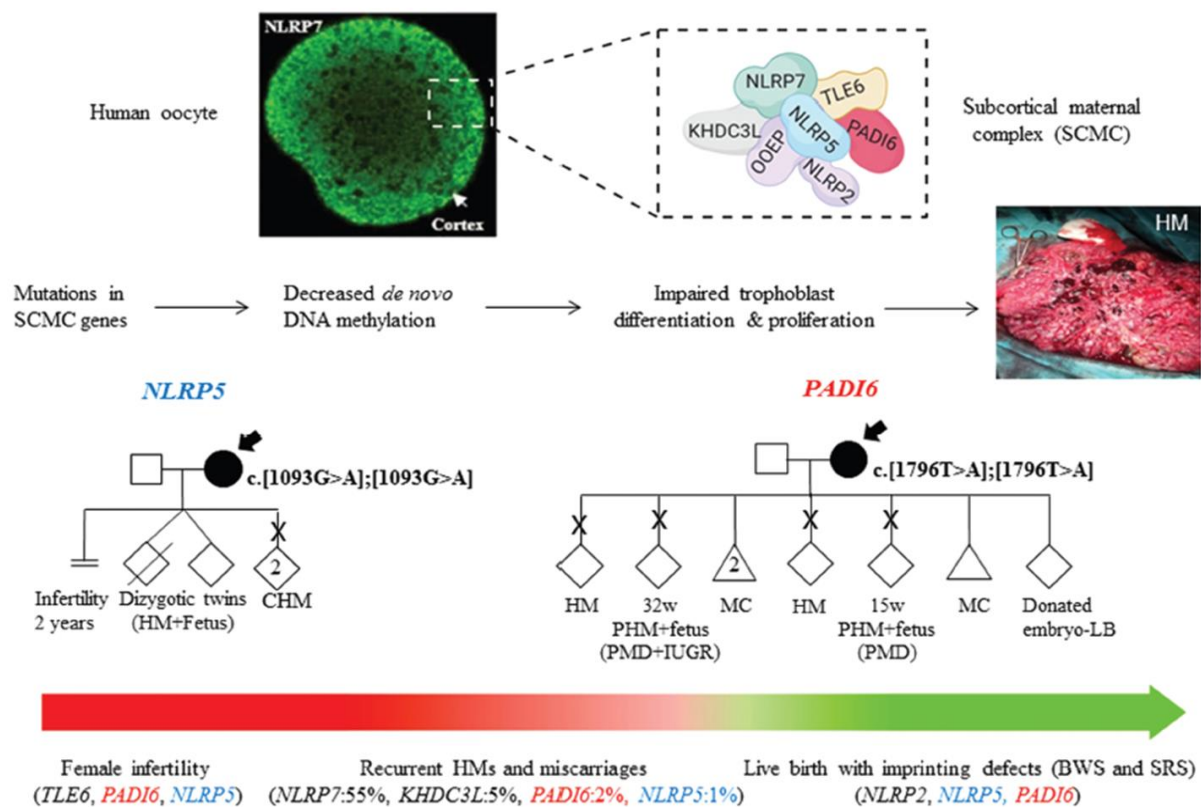 NLRP7
Human oocyte
Cortex
NLRP7
TLE6
KHDC3L
NLRP5
PADI6
OOEP
NLRP2
Subcortical maternal
complex (SCMC)
HM
Mutations in
SCMC genes
Decreased de novo
DNA methylation
Impaired trophoblast
differentiation & proliferation
NLRP5
c.[1093G>A];[1093G>A]
X
2
Infertility
2 years
Dizygotic twins
(HM+Fetus)
CHM
PADI6
c.[1796T>A];[1796T>A]
X
X
2
X
X
HM
32w
PHM+fetus
(PMD+IUGR)
MC
HM
15w
PHM+fetus
(PMD)
MC
Donated
embryo-LB
Female infertility
(TLE6, PADI6, NLRP5)
Recurrent HMs and miscarriages
(NLRP7:55%, KHDC3L:5%, PADI6:2%, NLRP5:1%)
Live birth with imprinting defects (BWS and SRS)
(NLRP2, NLRP5, PADI6)